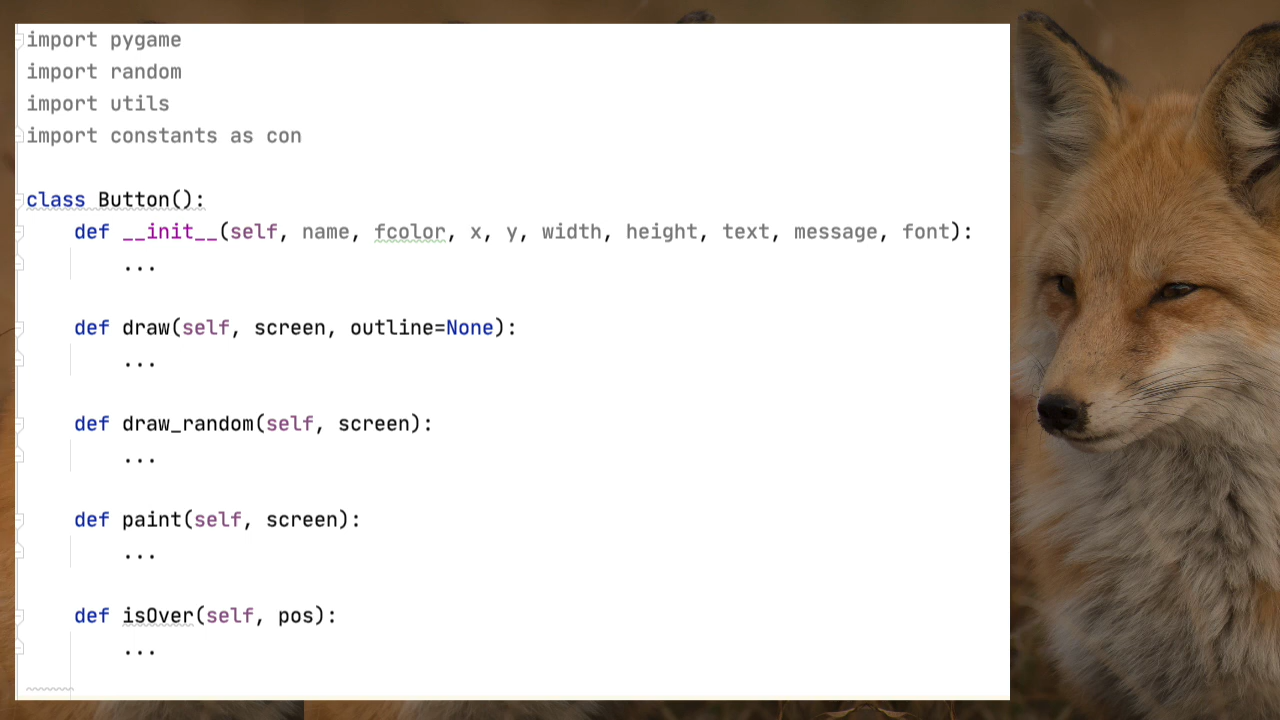 import pygame
import random
import utils
import constants as con
class Button():
def __init__(self, name, fcolor, x, y, width, height, text, message, font):
...
def draw(self, screen, outline=None):
...
def draw_random(self, screen):
...
def paint(self, screen):
...
def isOver(self, pos):
...